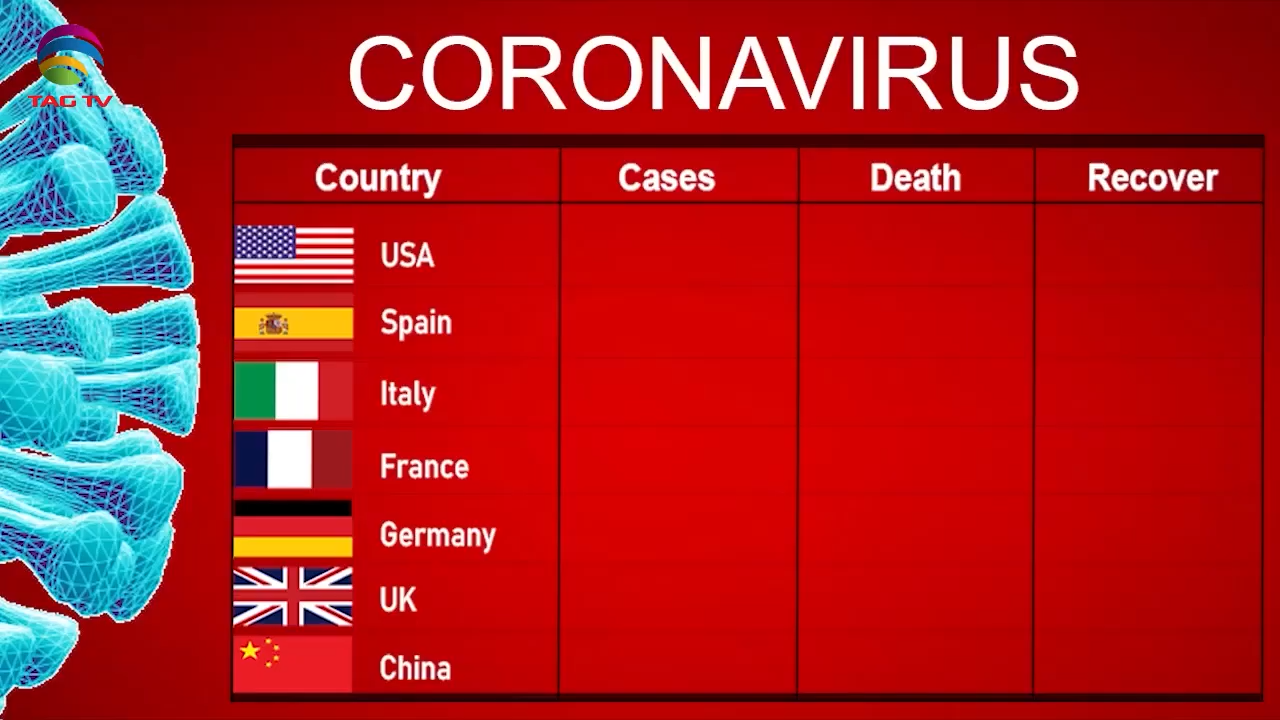 TAG TV
CORONAVIRUS
Country Cases Death Recover
USA
Spain
Italy
France
Germany
UK
China